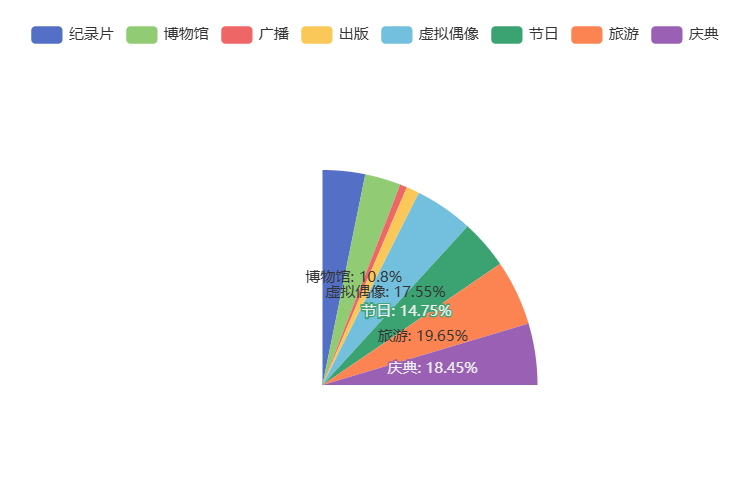 纪录片 博物馆 广播 出版 虚拟偶像 节日 旅游 庆典
博物馆: 10.8%
虚拟偶像: 17.55%
节日: 14.75%
旅游: 19.65%
庆典: 18.45%